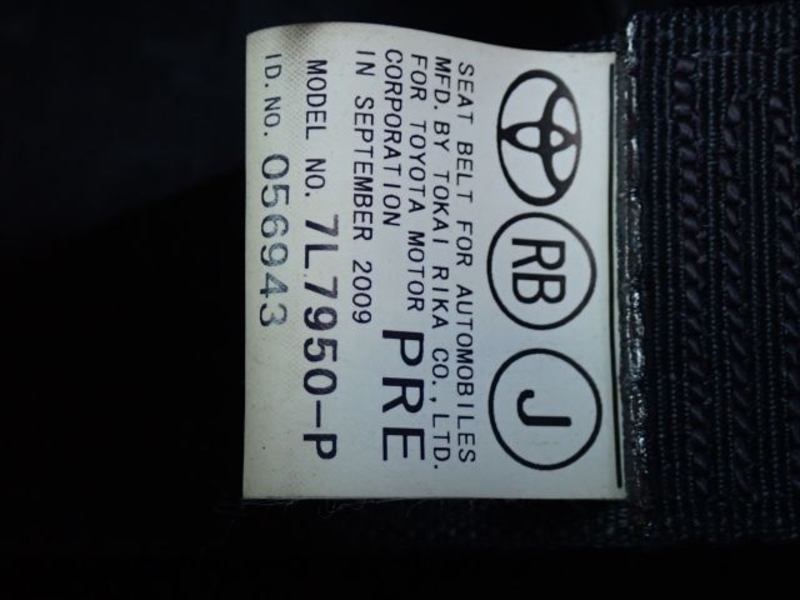 RB J
SEAT BELT FOR AUTOMOBILES
MFD. BY TOKAI RIKA CO., LTD.
FOR TOYOTA MOTOR
CORPORATION PRE
IN SEPTEMBER 2009
MODEL NO. 7L7950-P
ID. NO. 056943